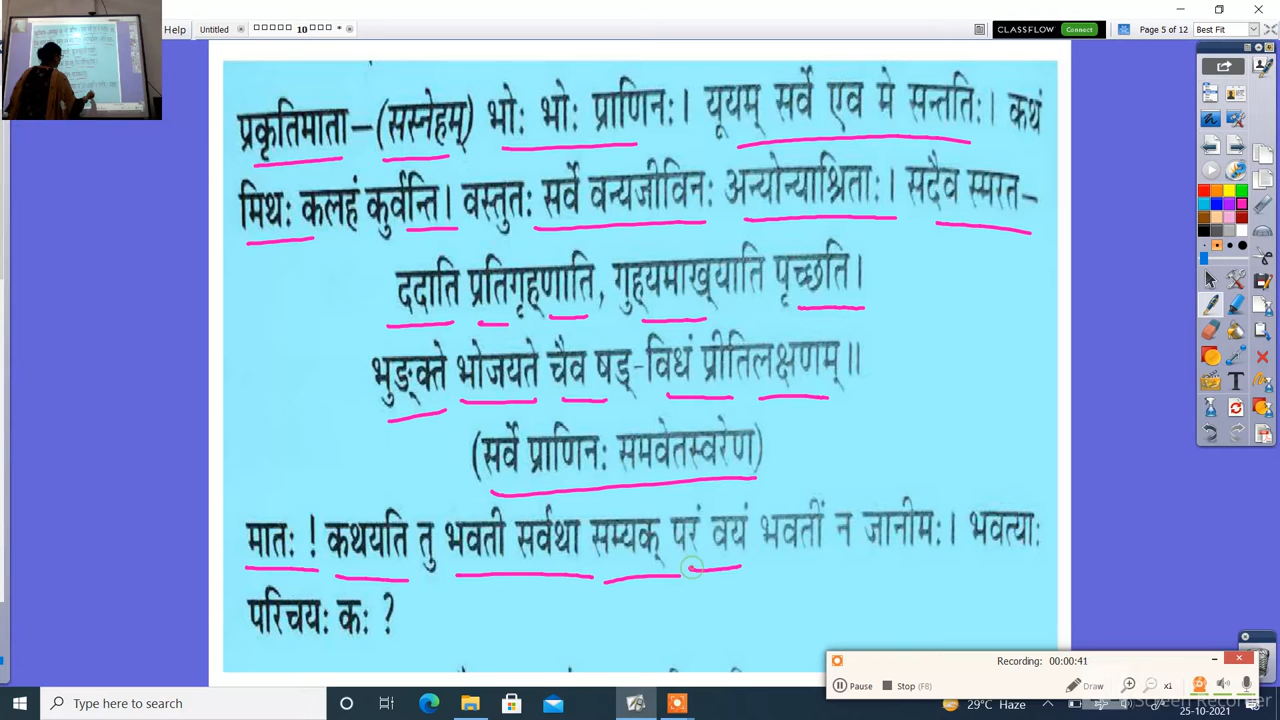 Help Untitled 10 * CLASSFLOW Connect Page 5 of 12 Best Fit
प्रकृतिमाता–(सस्नेहम्) भोः भोः प्राणिनः। यूयम् सर्वे एव मे सन्ततिः। कथं
मिथः कलहं कुर्वन्ति। वस्तुतः सर्वे वन्यजीविनः अन्योन्याश्रिताः। सदैव स्मरत–
ददाति प्रतिगृह्णाति, गुह्यमाख्याति पृच्छति।
भुङ्क्ते भोजयते चैव षड्-विधं प्रीतिलक्षणम्॥
(सर्वे प्राणिनः समवेतस्वरेण)
मातः ! कथयति तु भवती सर्वथा सम्यक् परं वयं भवतीं न जानीमः। भवत्याः
परिचयः कः ?
Recording: 00:00:41
Pause Stop (F8) Draw x1
Type here to search 29°C Haze
25-10-2021